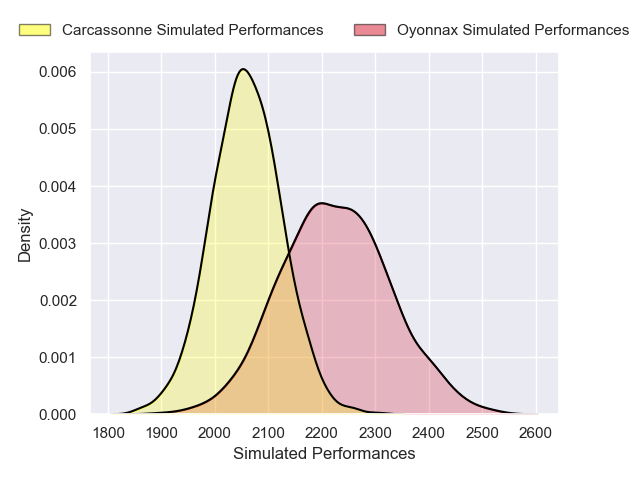 Carcassonne Simulated Performances Oyonnax Simulated Performances
0.006
0.005
0.004
0.003
0.002
0.001
0.000
Density
1800 1900 2000 2100 2200 2300 2400 2500 2600
Simulated Performances